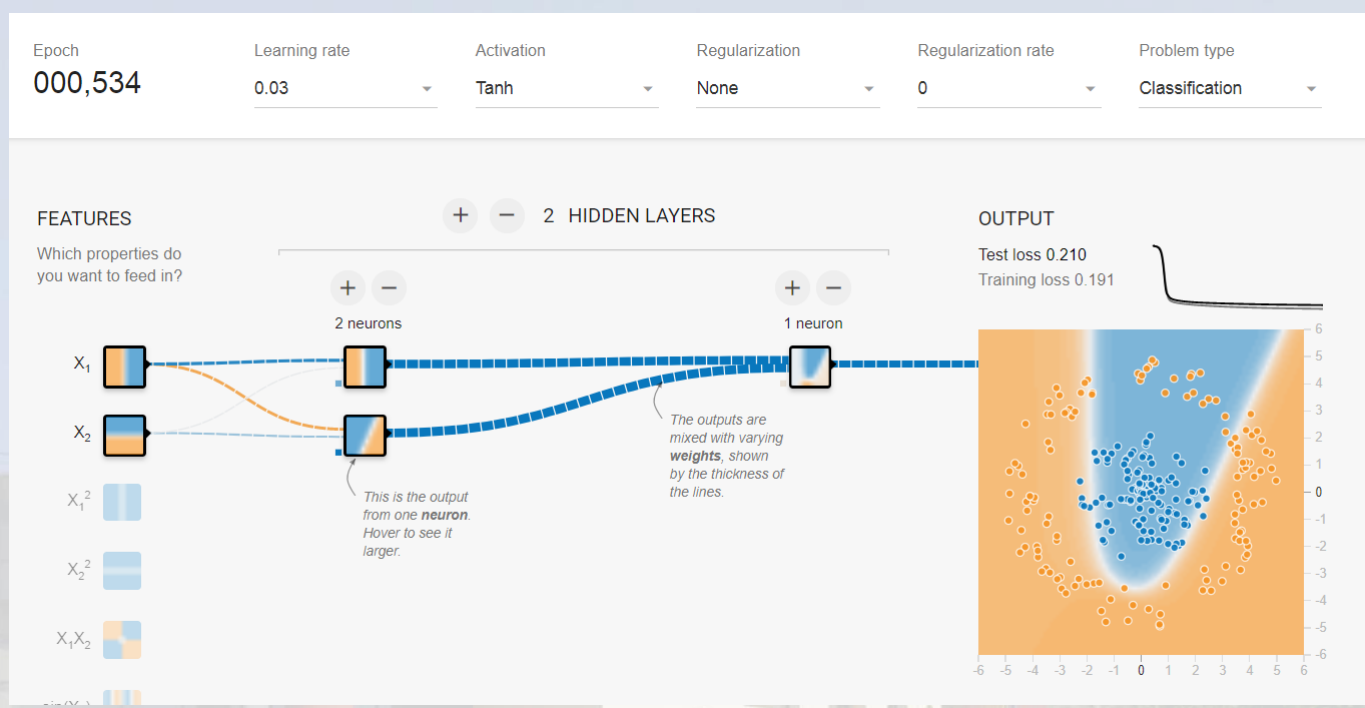 Epoch
000,534
Learning rate
0.03
Activation
Tanh
Regularization
None
Regularization rate
0
Problem type
Classification
FEATURES
Which properties do
you want to feed in?
+ − 2 HIDDEN LAYERS
+ −
2 neurons
+ −
1 neuron
X₁
X₂
X₁²
X₂²
X₁X₂
This is the output
from one neuron.
Hover to see it
larger.
The outputs are
mixed with varying
weights, shown
by the thickness of
the lines.
OUTPUT
Test loss 0.210
Training loss 0.191
6
5
4
3
2
1
0
-1
-2
-3
-4
-5
-6
-6 -5 -4 -3 -2 -1 0 1 2 3 4 5 6